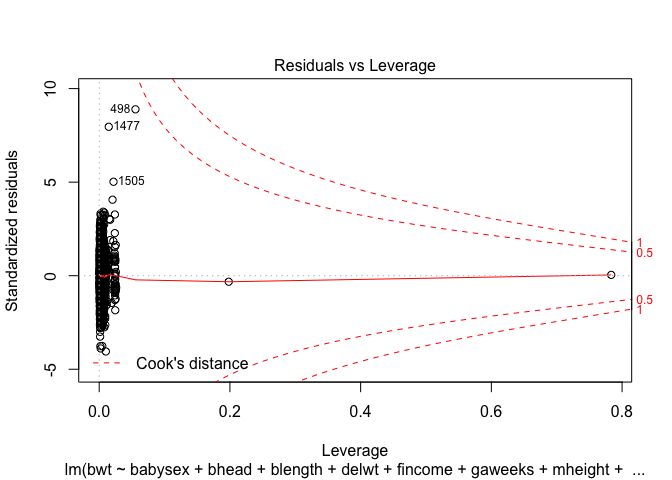 Residuals vs Leverage
Standardized residuals
10
5
0
-5
498
1477
1505
1
0.5
0.5
1
Cook's distance
0.0 0.2 0.4 0.6 0.8
Leverage
lm(bwt ~ babysex + bhead + blength + delwt + fincome + gaweeks + mheight + ...